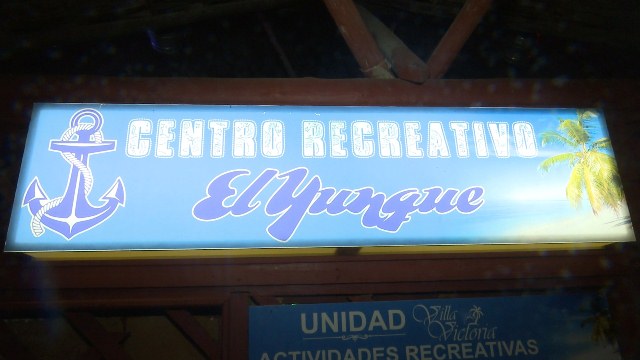 CENTRO RECREATIVO
El Yunque
UNIDAD Villa Victoria
ACTIVIDADES RECREATIVAS